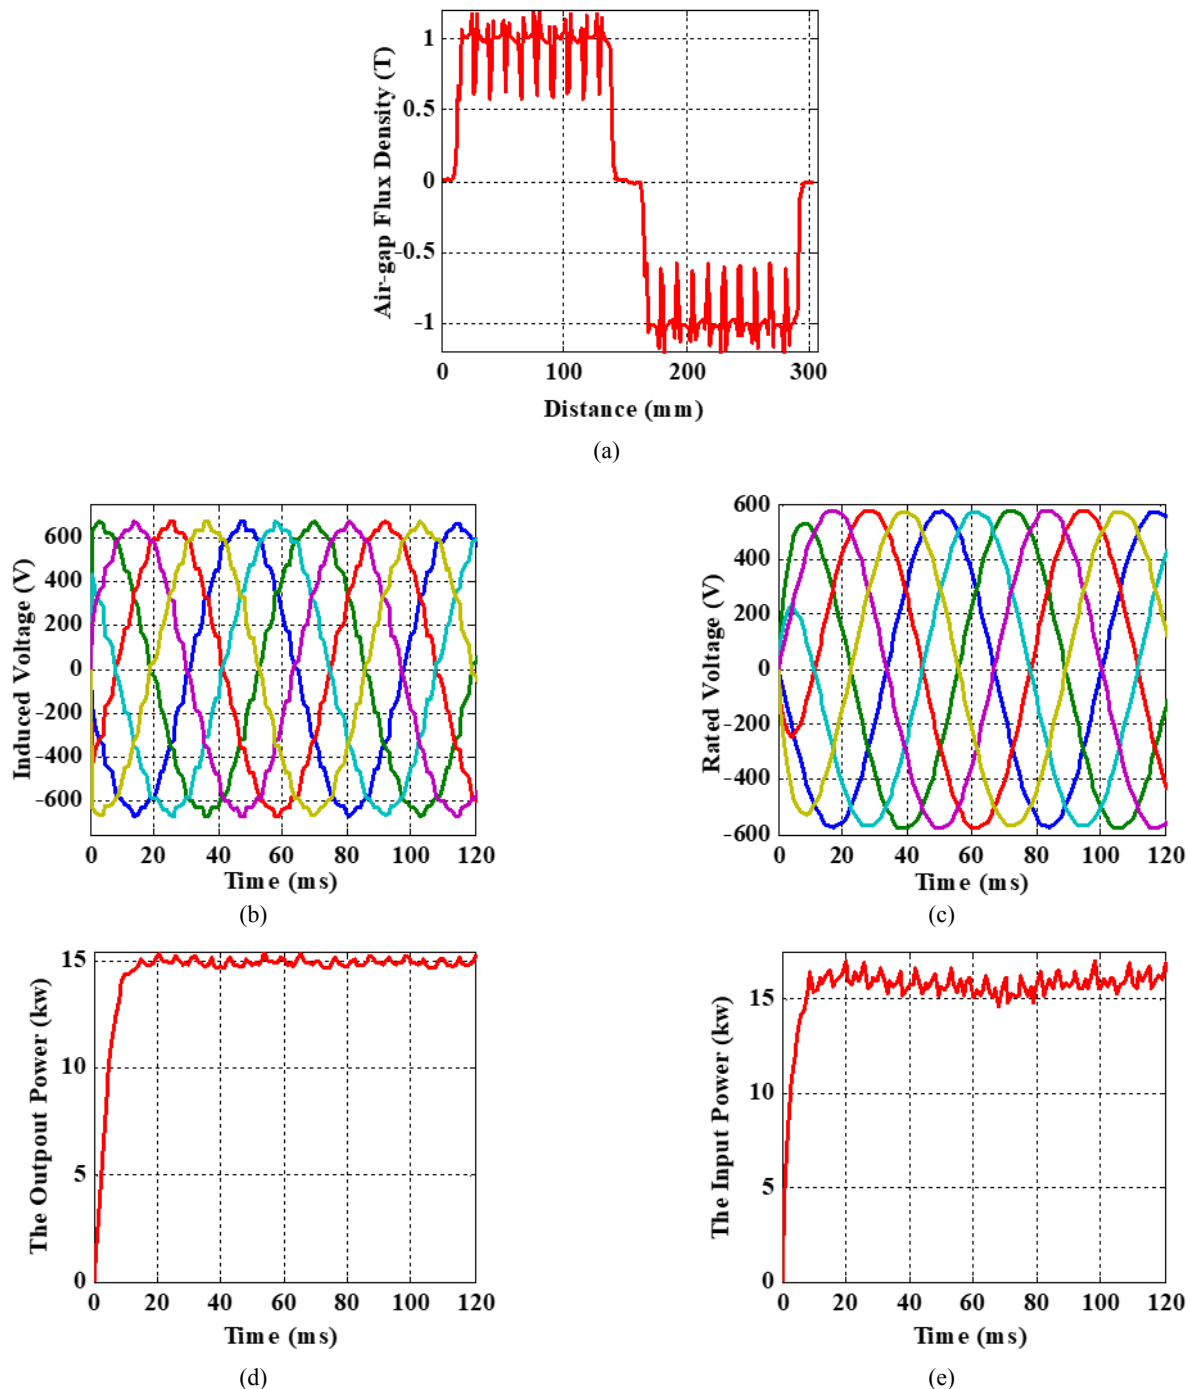 Air-gap Flux Density (T)
1
0.5
0
-0.5
-1
0 100 200 300
Distance (mm)
(a)
Induced Voltage (V)
600
400
200
0
-200
-400
-600
0 20 40 60 80 100 120
Time (ms)
(b)
Rated Voltage (V)
600
400
200
0
-200
-400
-600
0 20 40 60 80 100 120
Time (ms)
(c)
The Outpout Power (kw)
15
10
5
0
0 20 40 60 80 100 120
Time (ms)
(d)
The Input Power (kw)
15
10
5
0
0 20 40 60 80 100 120
Time (ms)
(e)